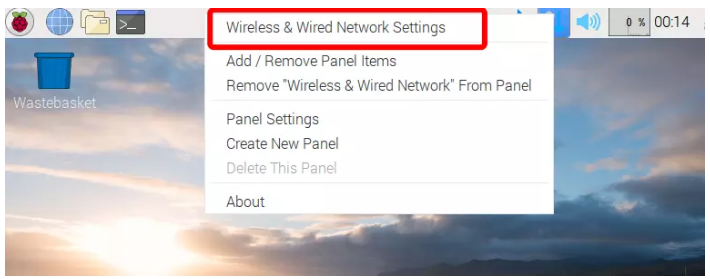 0 % 00:14
Wireless & Wired Network Settings
Add / Remove Panel Items
Remove "Wireless & Wired Network" From Panel
Panel Settings
Create New Panel
Delete This Panel
About
Wastebasket